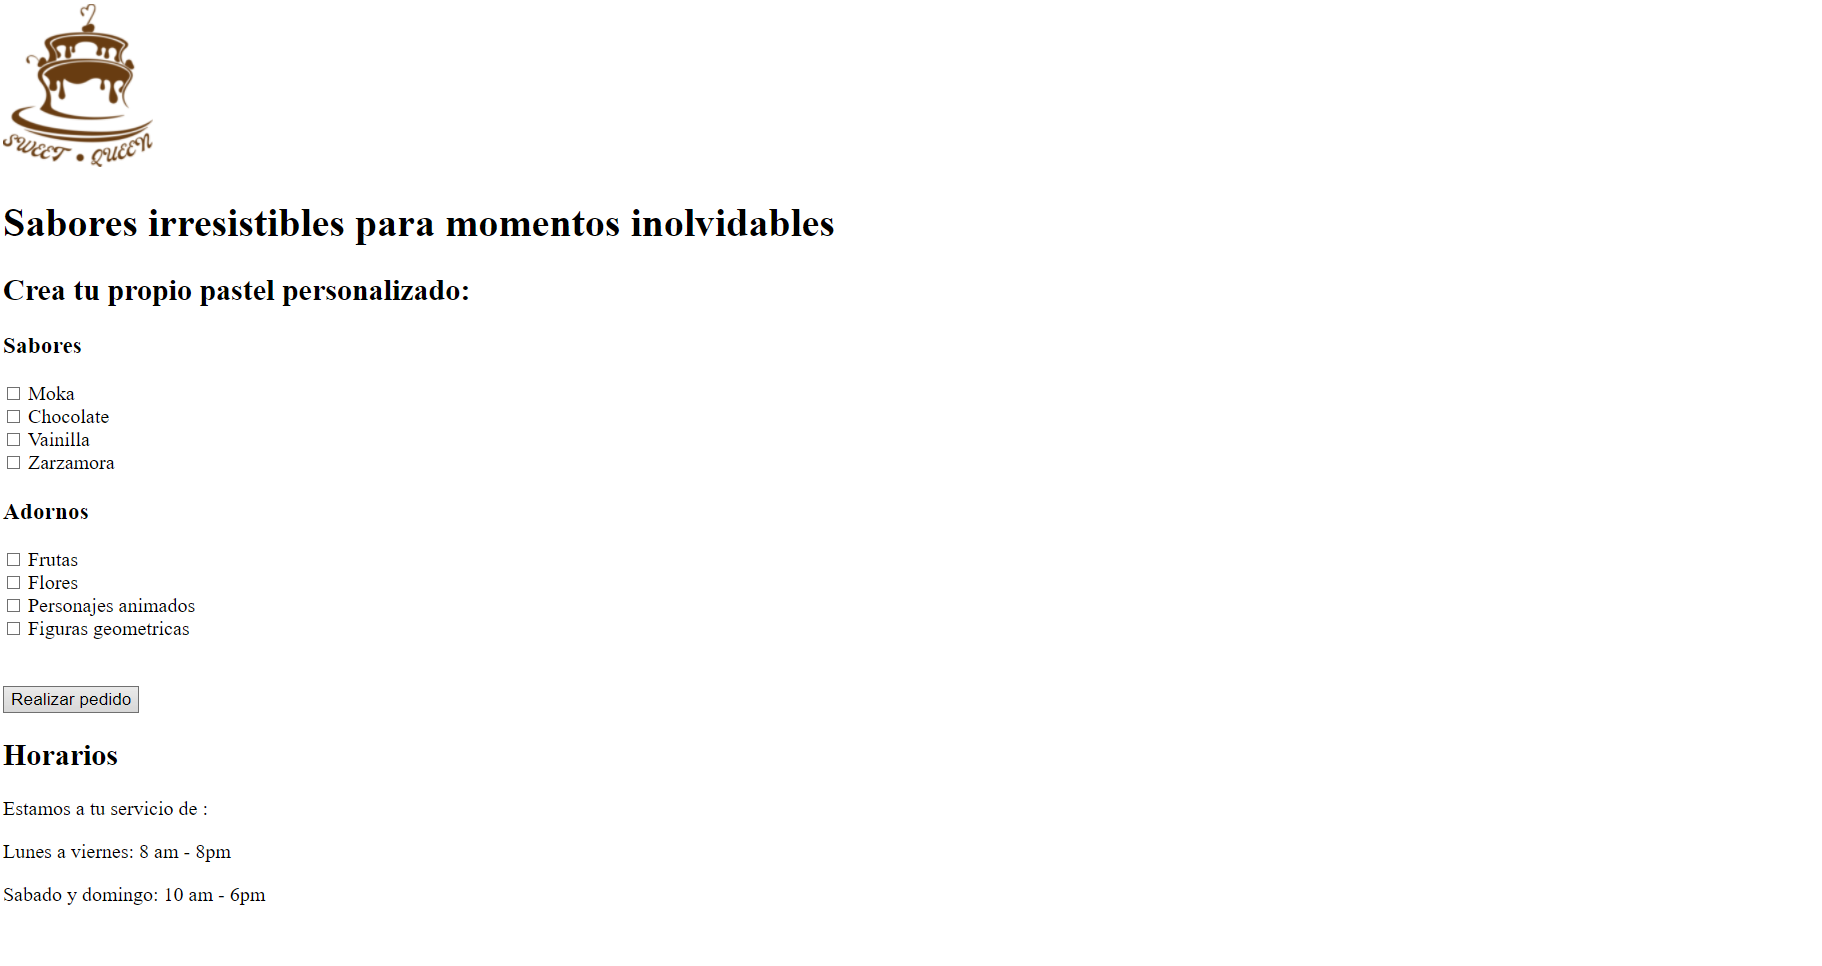 SWEET • QUEEN
Sabores irresistibles para momentos inolvidables
Crea tu propio pastel personalizado:
Sabores
Moka
Chocolate
Vainilla
Zarzamora
Adornos
Frutas
Flores
Personajes animados
Figuras geometricas
Realizar pedido
Horarios
Estamos a tu servicio de :
Lunes a viernes: 8 am - 8pm
Sabado y domingo: 10 am - 6pm